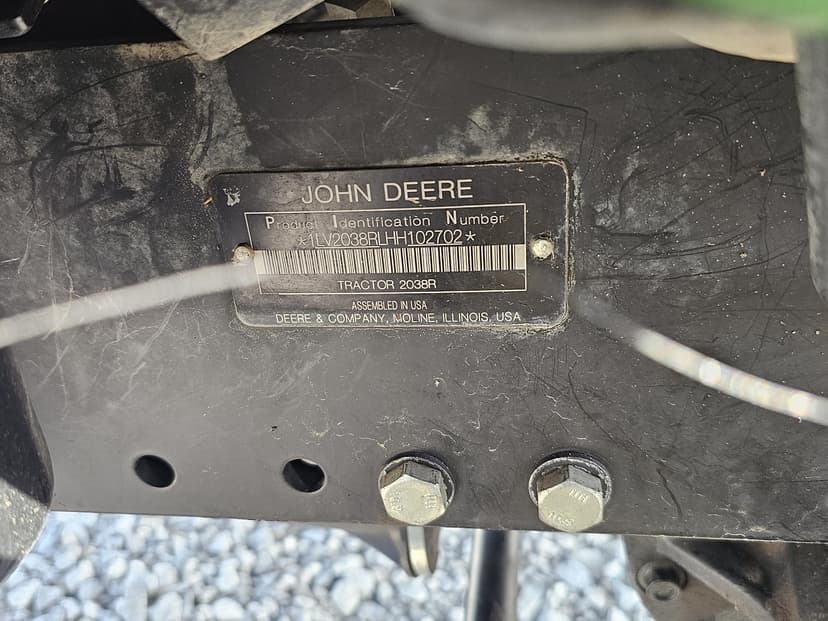 JOHN DEERE
Product Identification Number
*1LV2038RLHH102702*
TRACTOR 2038R
ASSEMBLED IN USA
DEERE & COMPANY, MOLINE, ILLINOIS, USA